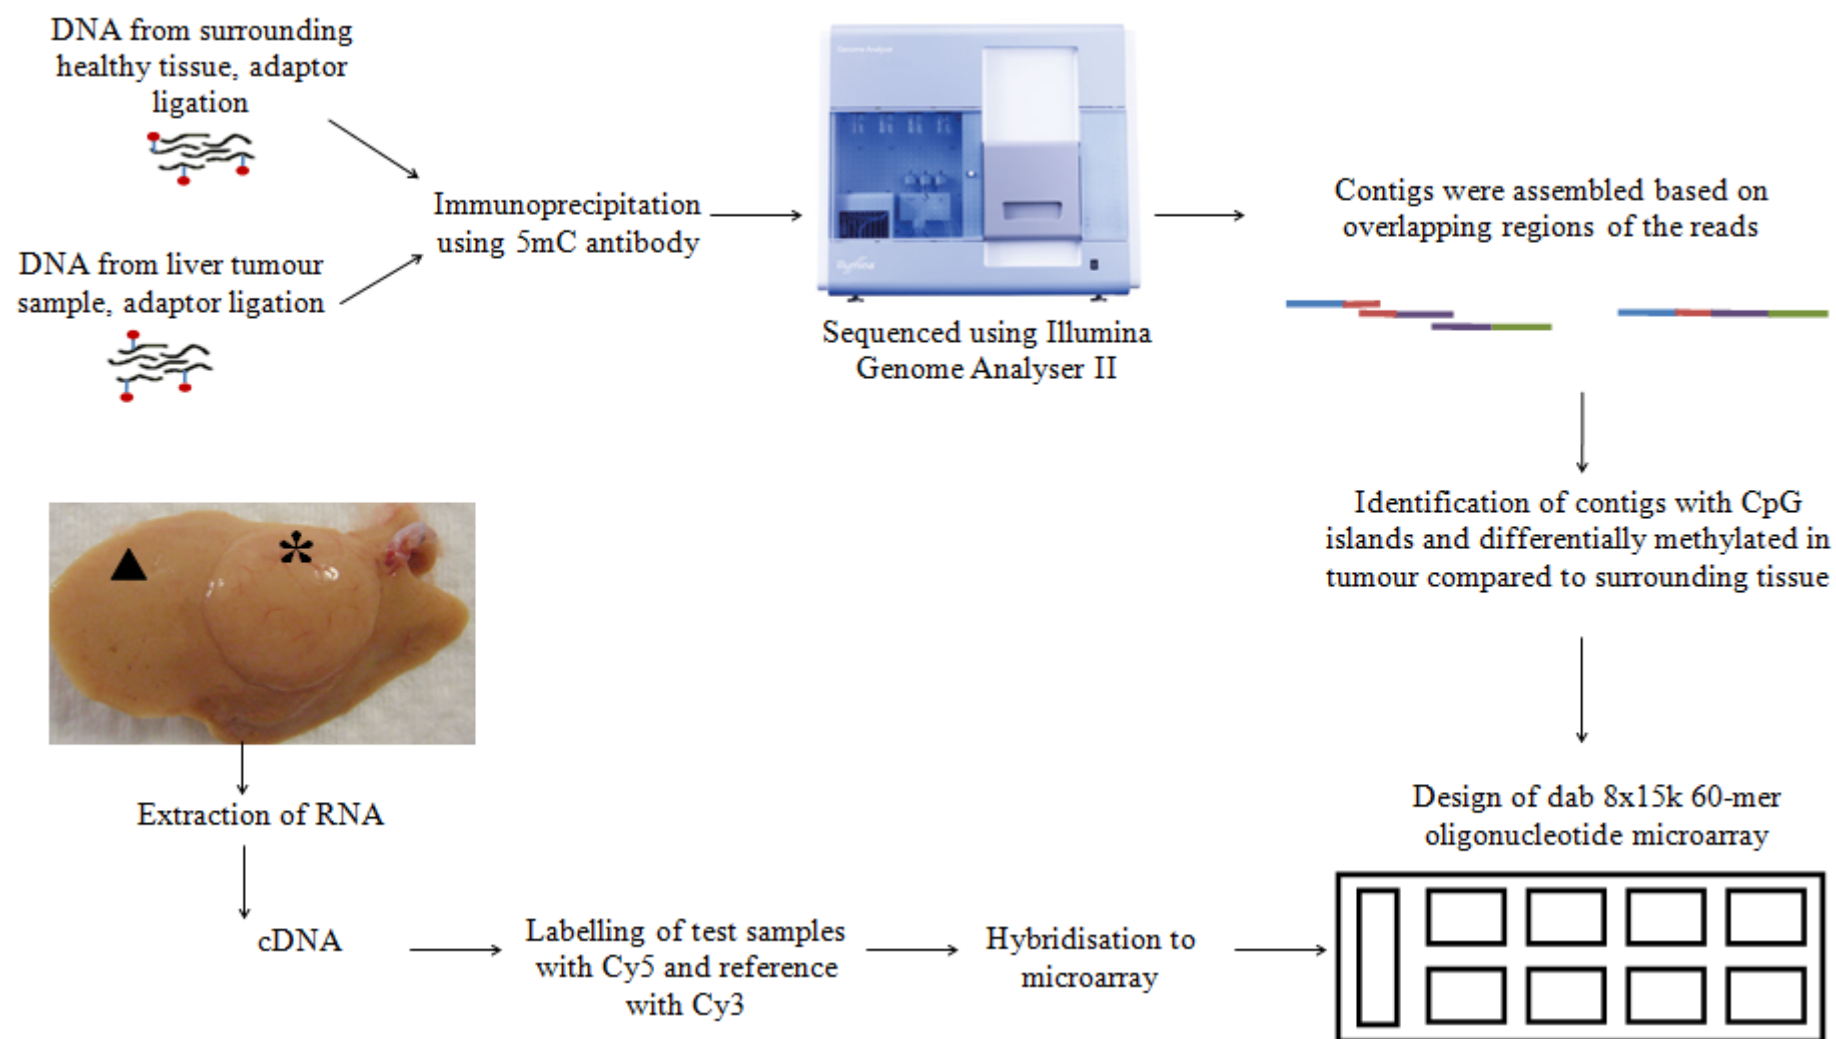 DNA from surrounding
healthy tissue, adaptor
ligation
DNA from liver tumour
sample, adaptor ligation
Immunoprecipitation
using 5mC antibody
Genome Analyzer
illumina
Sequenced using Illumina
Genome Analyser II
Contigs were assembled based on
overlapping regions of the reads
Identification of contigs with CpG
islands and differentially methylated in
tumour compared to surrounding tissue
Design of dab 8x15k 60-mer
oligonucleotide microarray
*
Extraction of RNA
cDNA
Labelling of test samples
with Cy5 and reference
with Cy3
Hybridisation to
microarray